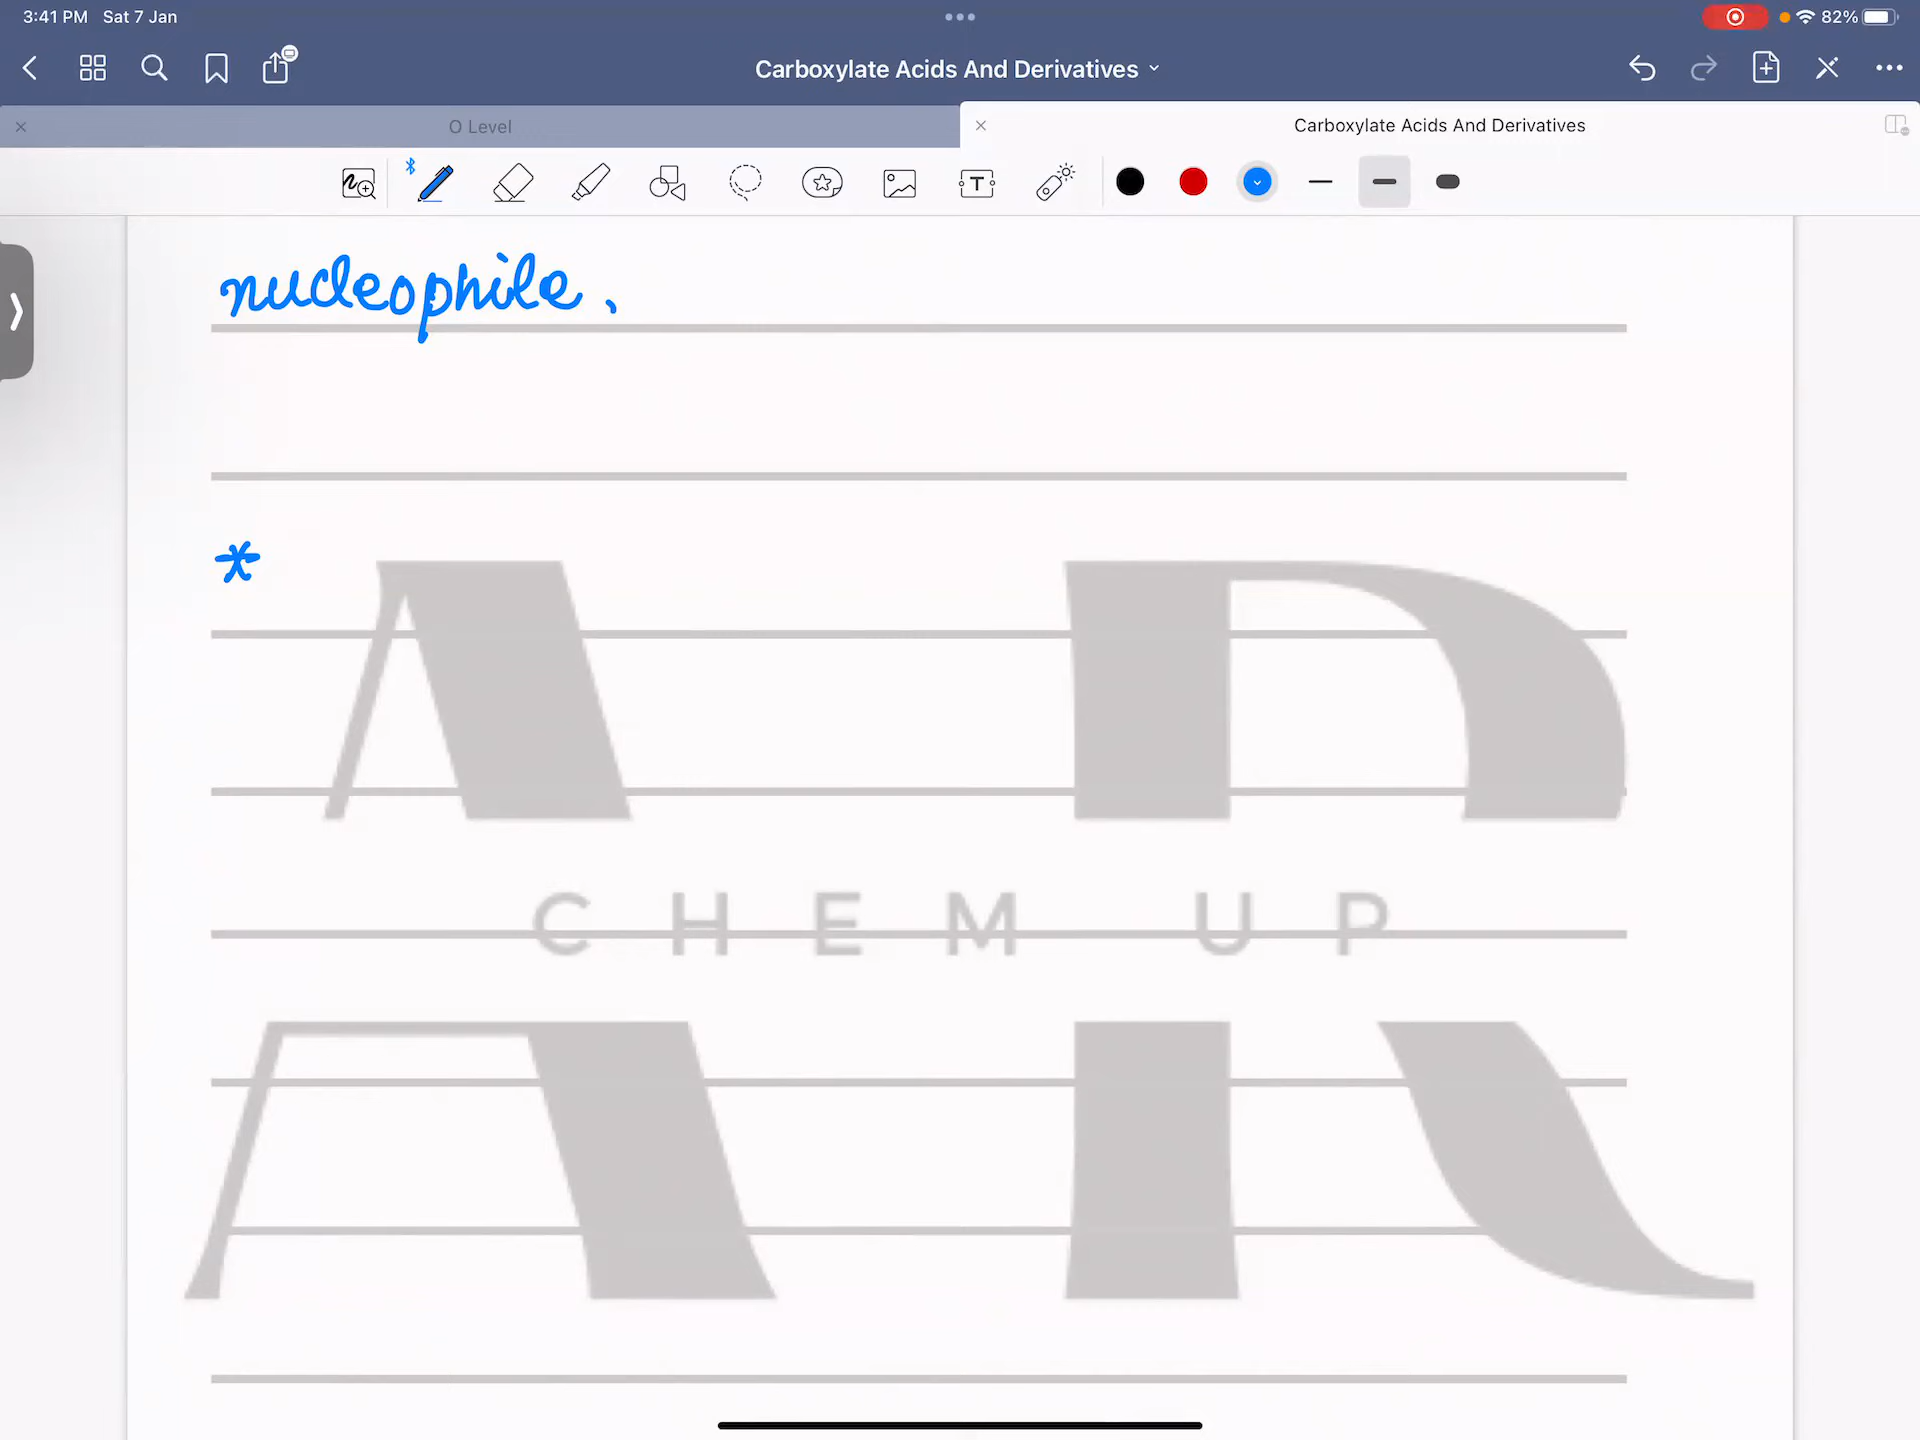 3:41 PM Sat 7 Jan
82%
Carboxylate Acids And Derivatives
O Level
Carboxylate Acids And Derivatives
T
nucleophile.
*
CHEM UP